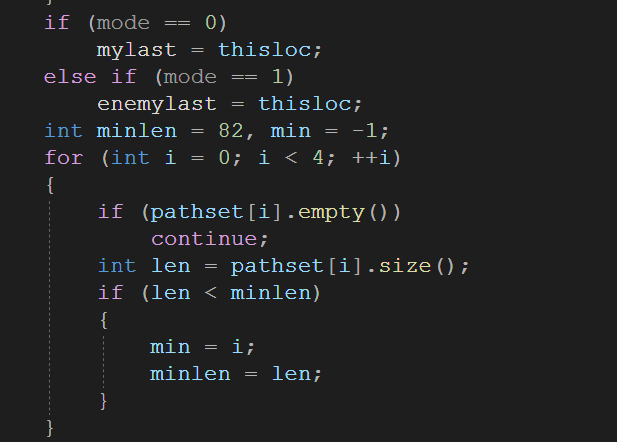 }
if (mode == 0)
    mylast = thisloc;
else if (mode == 1)
    enemylast = thisloc;
int minlen = 82, min = -1;
for (int i = 0; i < 4; ++i)
{
    if (pathset[i].empty())
        continue;
    int len = pathset[i].size();
    if (len < minlen)
    {
        min = i;
        minlen = len;
    }
}